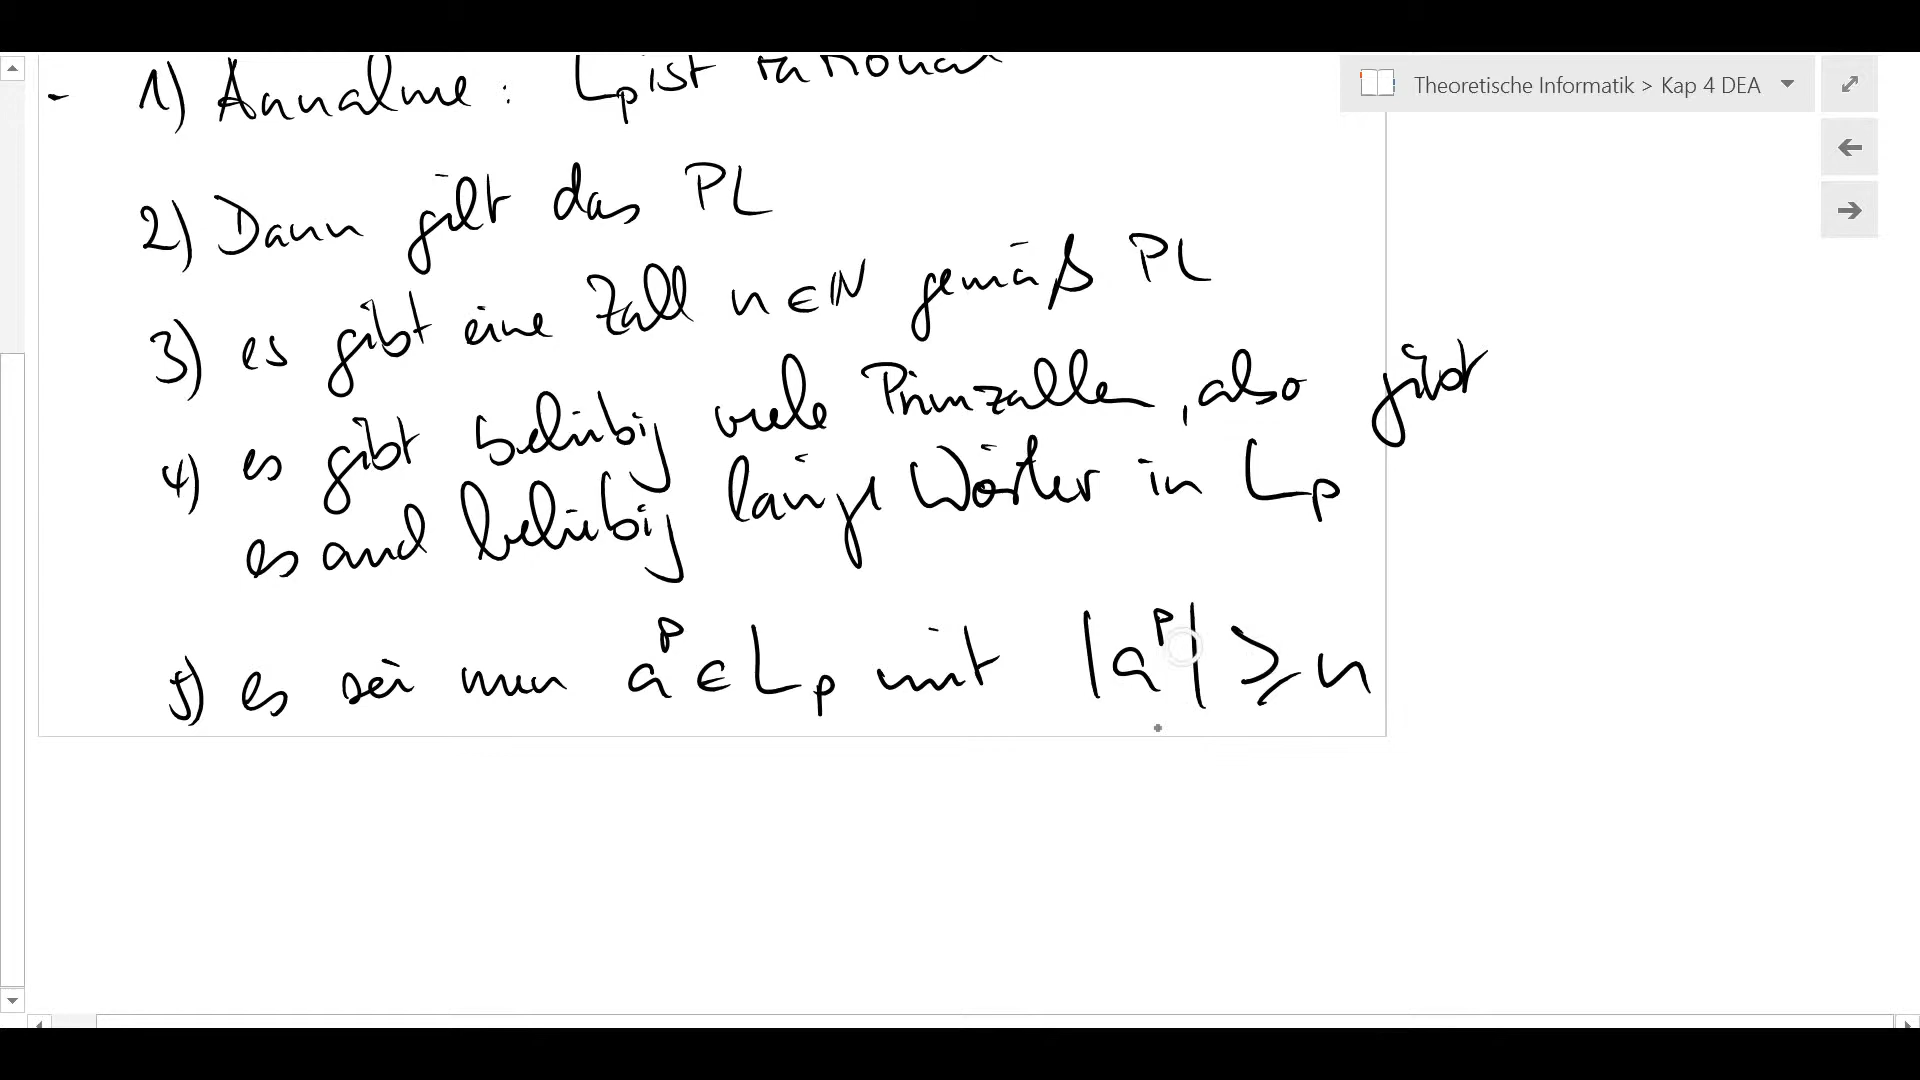 - 1) Annahme : Lp ist rational
Theoretische Informatik > Kap 4 DEA
2) Dann gilt das PL
3) es gibt eine Zahl n ∈ ℕ gemäß PL
4) es gibt beliebig viele Primzahlen, also gibt
es auch beliebig lange Wörter in Lp
5) es sei nun aᵖ ∈ Lp mit |aᵖ| ≥ n